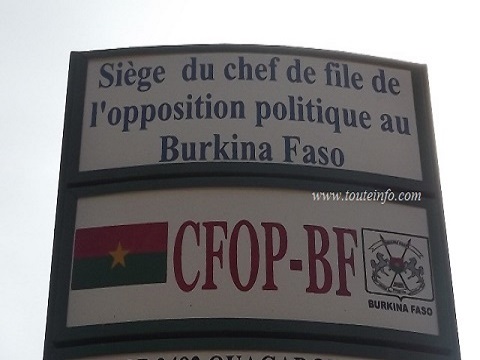 Siège du chef de file de
l'opposition politique au
Burkina Faso
www.touteinfo.com
CFOP-BF
BURKINA FASO